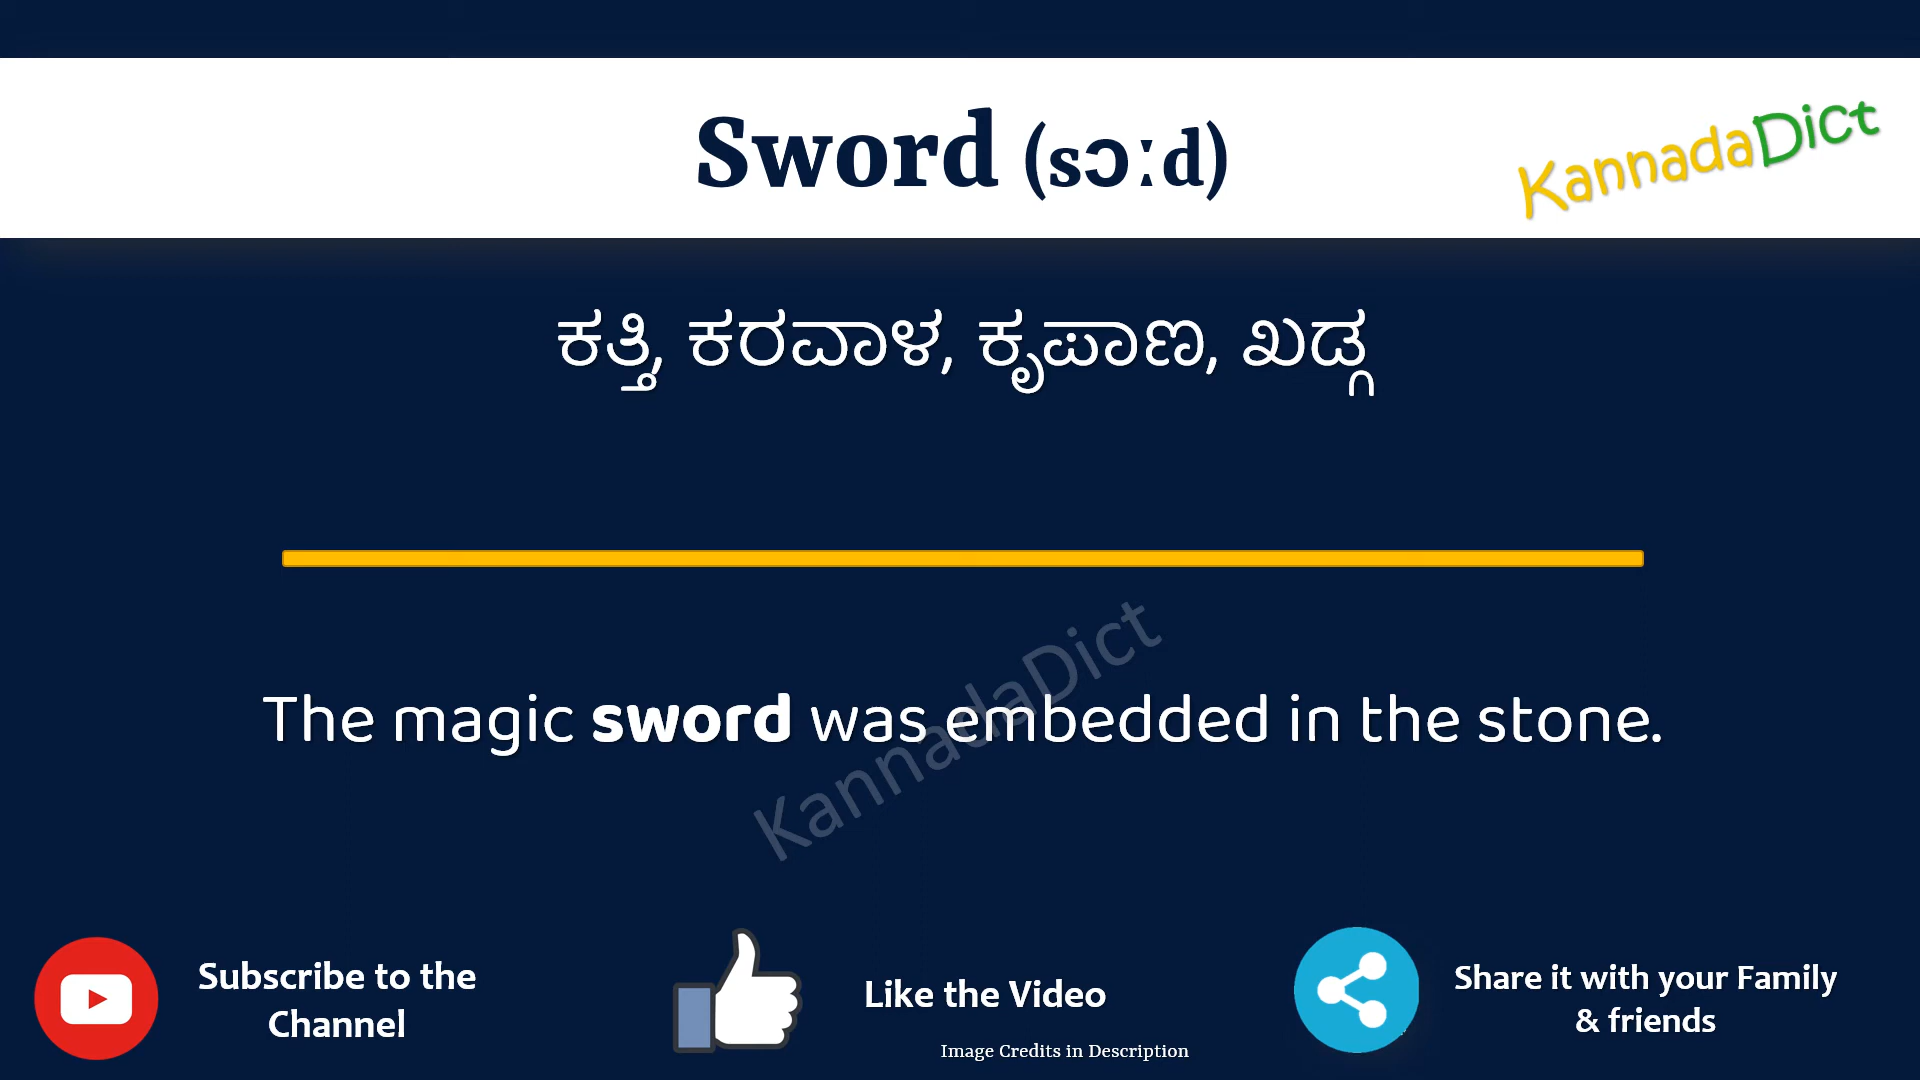 Sword (sɔːd)
KannadaDict
ಕತ್ತಿ, ಕರವಾಳ, ಕೃಪಾಣ, ಖಡ್ಗ
The magic sword was embedded in the stone.
KannadaDict
Subscribe to the
Channel
Like the Video
Share it with your Family
& friends
Image Credits in Description